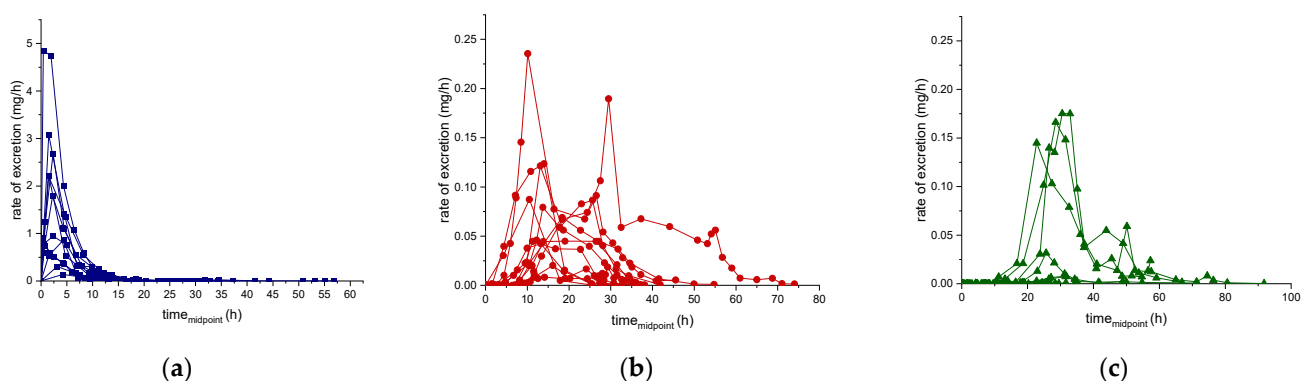 5
4
3
2
1
0
rate of excretion (mg/h)
0 5 10 15 20 25 30 35 40 45 50 55 60
time_midpoint (h)
(a)
0.25
0.20
0.15
0.10
0.05
0.00
rate of excretion (mg/h)
0 10 20 30 40 50 60 70 80
time_midpoint (h)
(b)
0.25
0.20
0.15
0.10
0.05
0.00
rate of excretion (mg/h)
0 20 40 60 80 100
time_midpoint (h)
(c)